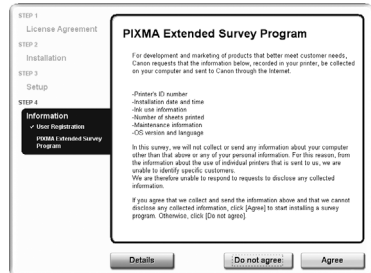 STEP 1
License Agreement
STEP 2
Installation
STEP 3
Setup
STEP 4
Information
✓ User Registration
PIXMA Extended Survey
Program
PIXMA Extended Survey Program
For development and marketing of products that better meet customer needs,
Canon requests that the information below, recorded in your printer, be collected
on your computer and sent to Canon through the Internet.
-Printer's ID number
-Installation date and time
-Ink use information
-Number of sheets printed
-Maintenance information
-OS version and language
In this survey, we will not collect or send any information about your computer
other than that above or any of your personal information. For this reason, from
the information about the use of individual printers that is sent to us, we are
unable to identify specific customers.
We are therefore unable to respond to requests to disclose any collected
information.
If you agree that we collect and send the information above and that we cannot
disclose any collected information, click [Agree] to start installing a survey
program. Otherwise, click [Do not agree].
Details
Do not agree
Agree